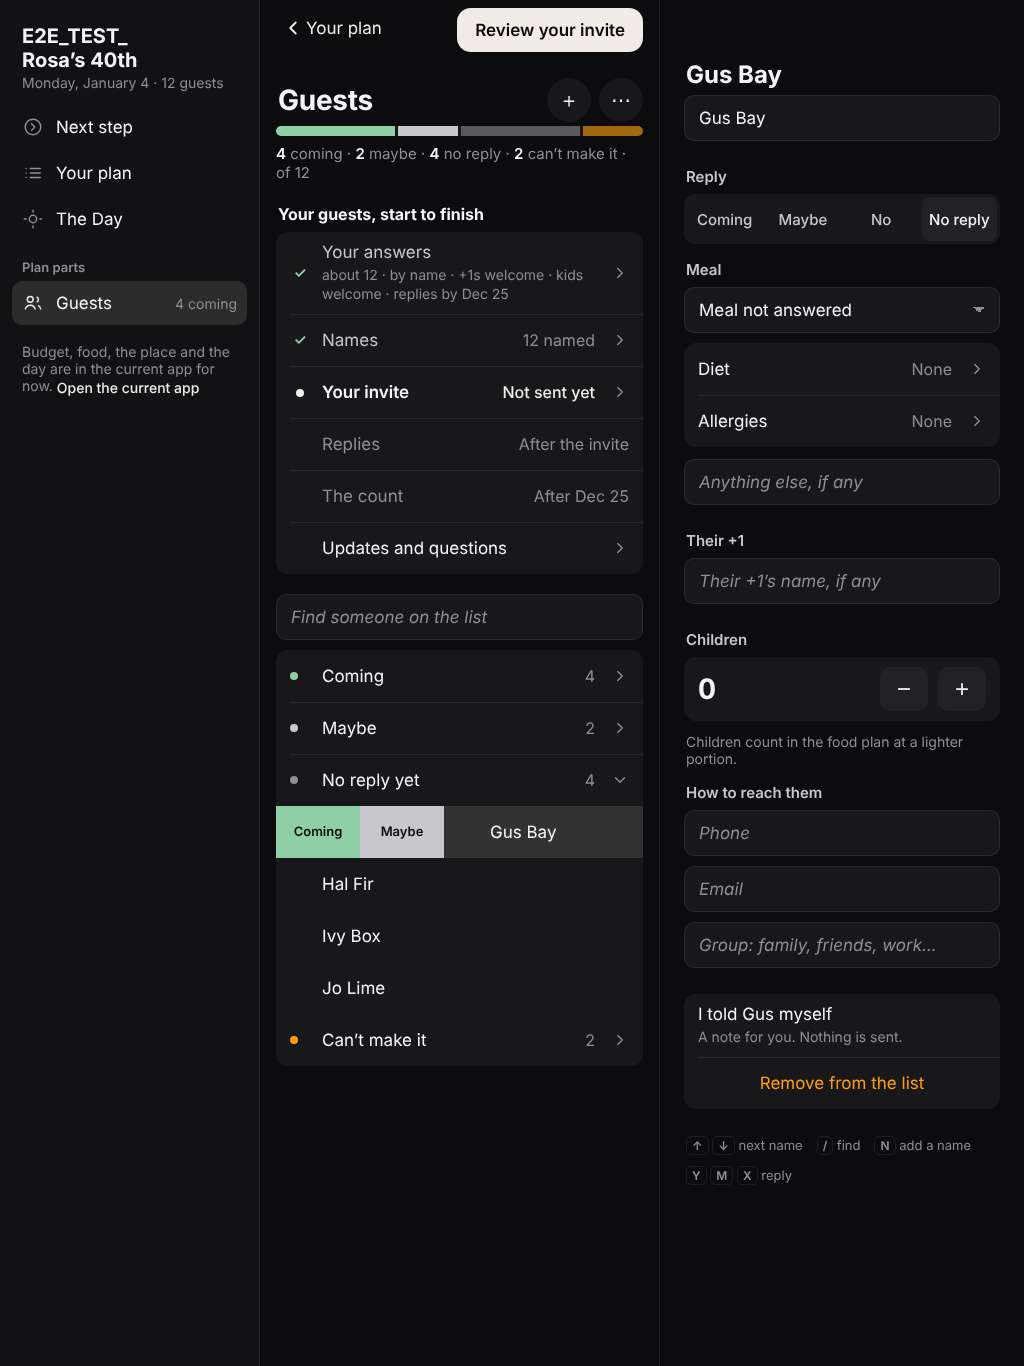 E2E_TEST_
Rosa’s 40th
Monday, January 4 · 12 guests
Next step
Your plan
The Day
Plan parts
Guests 4 coming
Budget, food, the place and the
day are in the current app for
now. Open the current app
Your plan
Review your invite
Guests
+ ···
4 coming · 2 maybe · 4 no reply · 2 can’t make it ·
of 12
Your guests, start to finish
Your answers
about 12 · by name · +1s welcome · kids
welcome · replies by Dec 25
Names 12 named
Your invite Not sent yet
Replies After the invite
The count After Dec 25
Updates and questions
Find someone on the list
Coming 4
Maybe 2
No reply yet 4
Coming Maybe Gus Bay
Hal Fir
Ivy Box
Jo Lime
Can’t make it 2
Gus Bay
Gus Bay
Reply
Coming Maybe No No reply
Meal
Meal not answered
Diet None
Allergies None
Anything else, if any
Their +1
Their +1’s name, if any
Children
0 − +
Children count in the food plan at a lighter
portion.
How to reach them
Phone
Email
Group: family, friends, work…
I told Gus myself
A note for you. Nothing is sent.
Remove from the list
↑ ↓ next name / find N add a name
Y M X reply